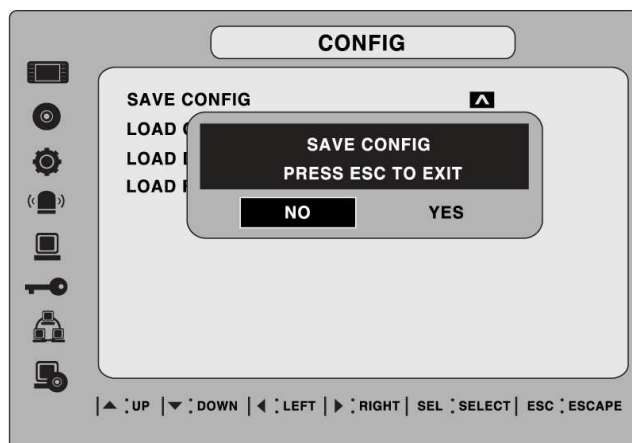 CONFIG
SAVE CONFIG
LOAD
LOAD
LOAD
SAVE CONFIG
PRESS ESC TO EXIT
NO YES
UP DOWN LEFT RIGHT SEL : SELECT ESC : ESCAPE